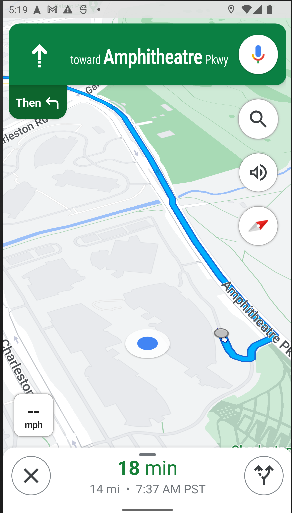 5:19
toward Amphitheatre Pkwy
Then
Charleston Rd
Amphitheatre Pk
Charleston
--
mph
18 min
14 mi • 7:37 AM PST